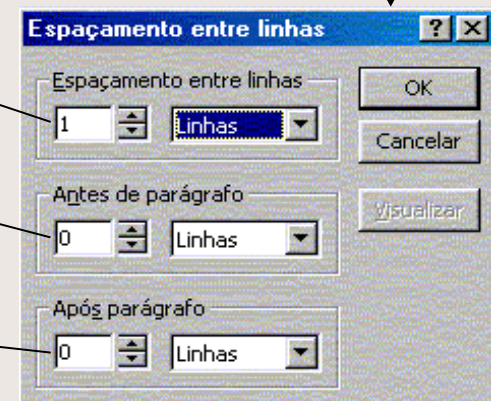 Espaçamento entre linhas
Espaçamento entre linhas
1 Linhas
OK
Cancelar
Antes de parágrafo
0 Linhas
Visualizar
Após parágrafo
0 Linhas